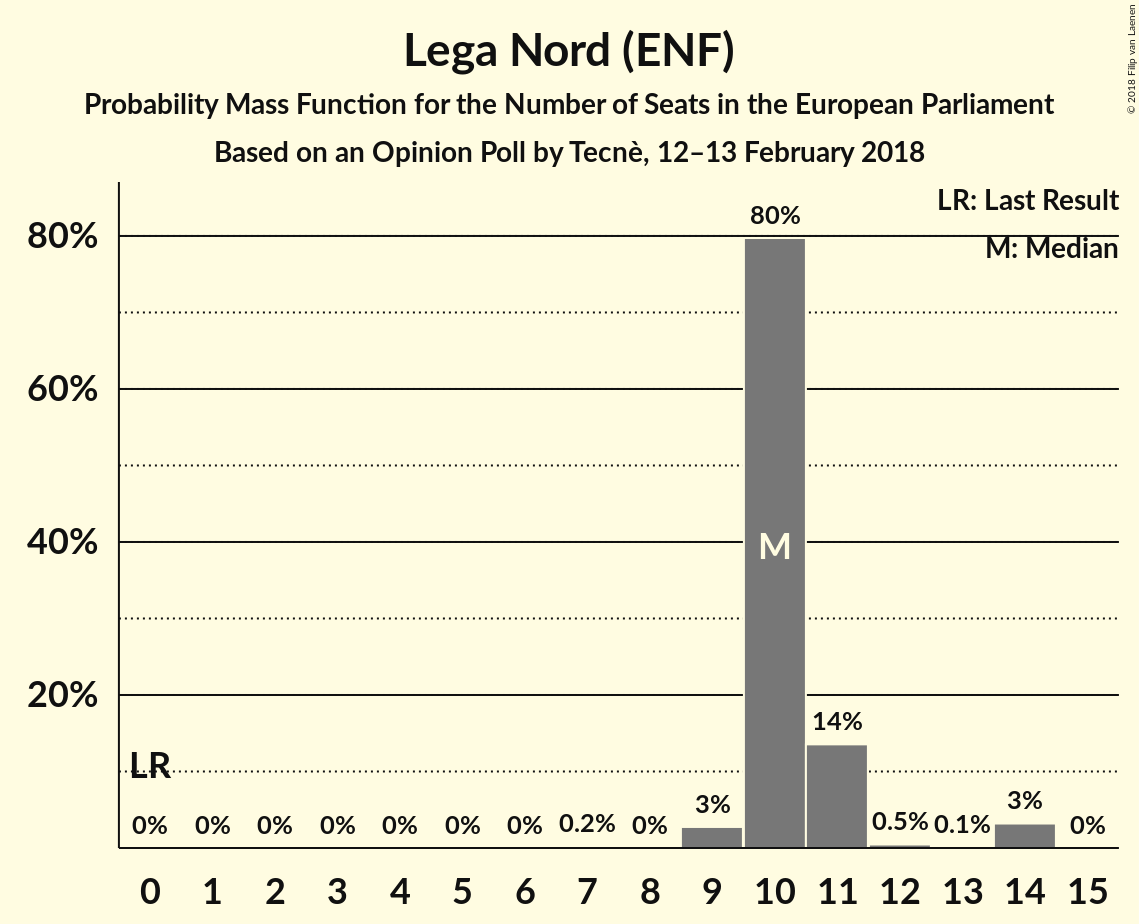 Lega Nord (ENF)
Probability Mass Function for the Number of Seats in the European Parliament
Based on an Opinion Poll by Tecnè, 12–13 February 2018
© 2018 Filip van Laenen
LR: Last Result
M: Median
80%
60%
40%
20%
LR
M
0% 0% 0% 0% 0% 0% 0% 0.2% 0% 3% 80% 14% 0.5% 0.1% 3% 0%
0 1 2 3 4 5 6 7 8 9 10 11 12 13 14 15